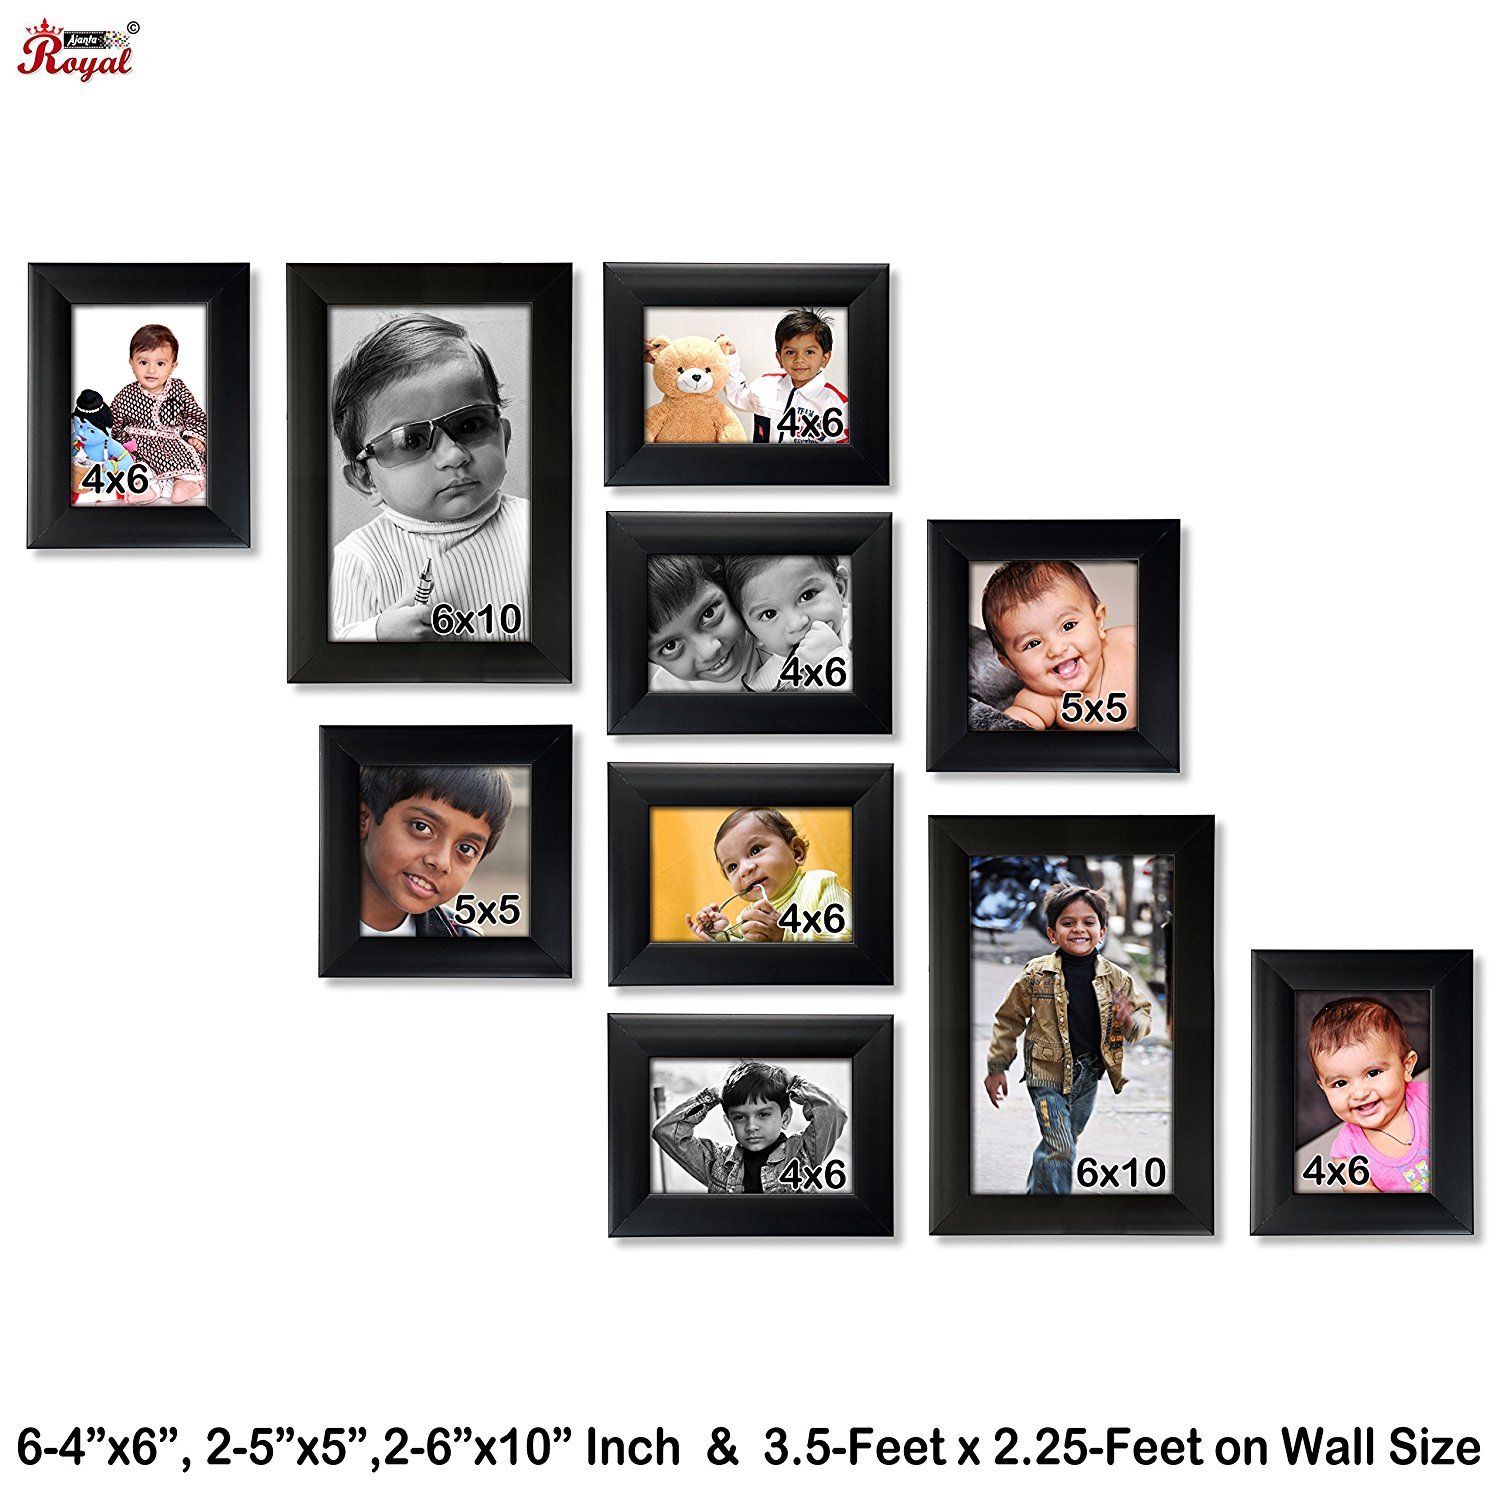 Ajanta ©
Royal
4x6
6x10
4x6
4x6
5x5
5x5
4x6
4x6
6x10
4x6
6-4”x6”, 2-5”x5”,2-6”x10” Inch & 3.5-Feet x 2.25-Feet on Wall Size